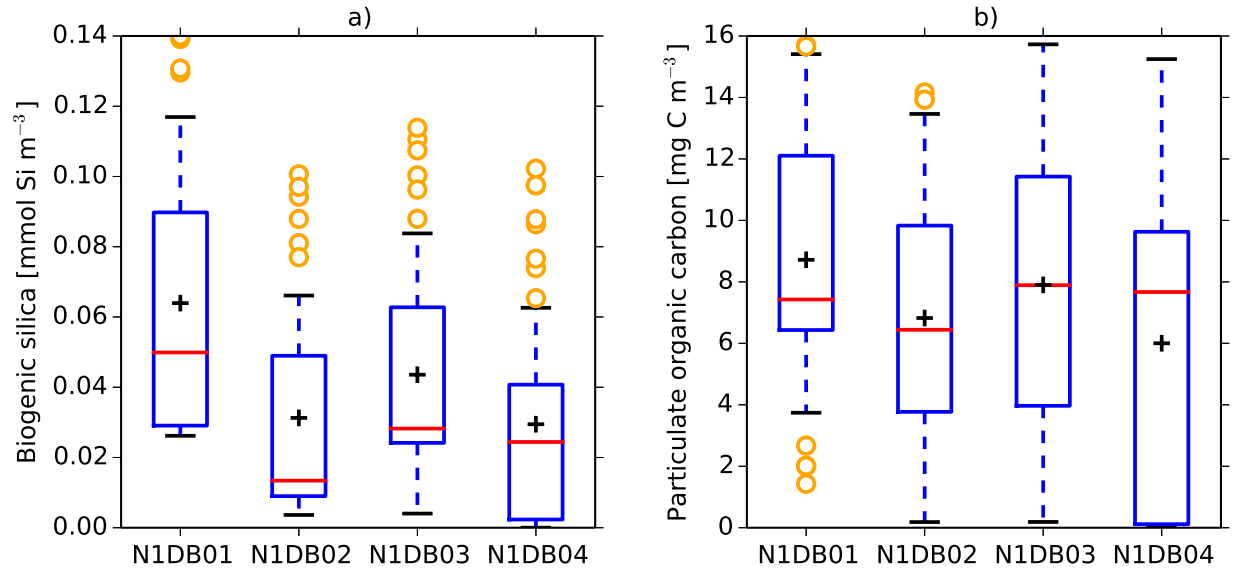 a)
Biogenic silica [mmol Si m⁻³]
0.14
0.12
0.10
0.08
0.06
0.04
0.02
0.00
N1DB01 N1DB02 N1DB03 N1DB04
b)
Particulate organic carbon [mg C m⁻³]
16
14
12
10
8
6
4
2
0
N1DB01 N1DB02 N1DB03 N1DB04